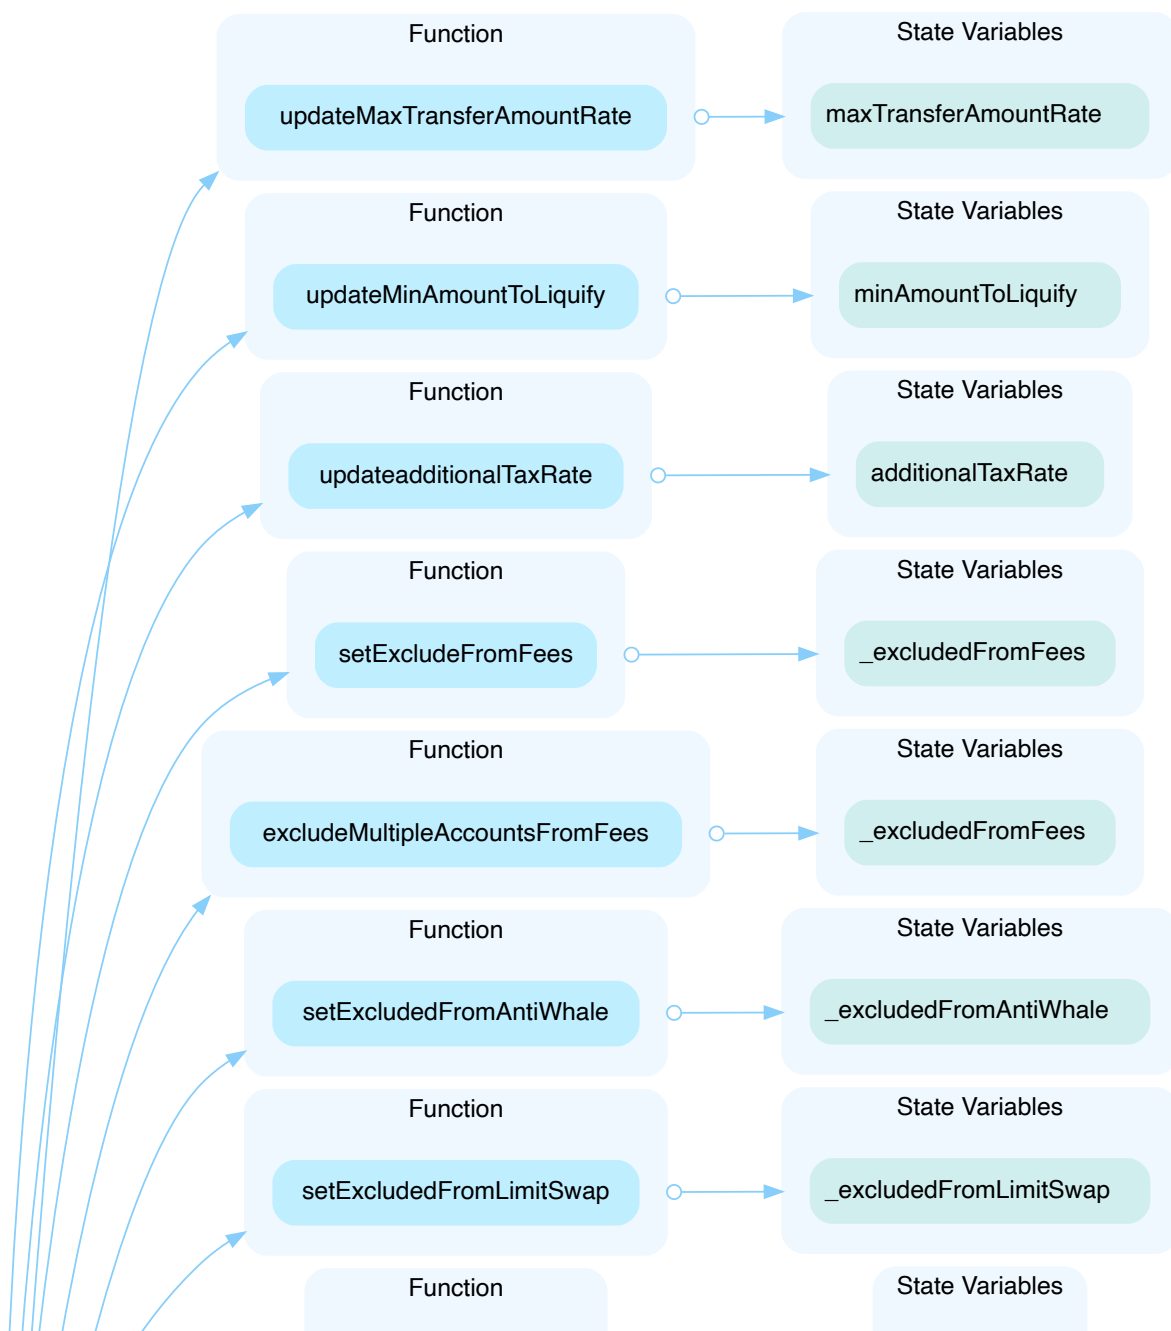 Function
State Variables
updateMaxTransferAmountRate
maxTransferAmountRate
Function
State Variables
updateMinAmountToLiquify
minAmountToLiquify
Function
State Variables
updateadditionalTaxRate
additionalTaxRate
Function
State Variables
setExcludeFromFees
_excludedFromFees
Function
State Variables
excludeMultipleAccountsFromFees
_excludedFromFees
Function
State Variables
setExcludedFromAntiWhale
_excludedFromAntiWhale
Function
State Variables
setExcludedFromLimitSwap
_excludedFromLimitSwap
Function
State Variables